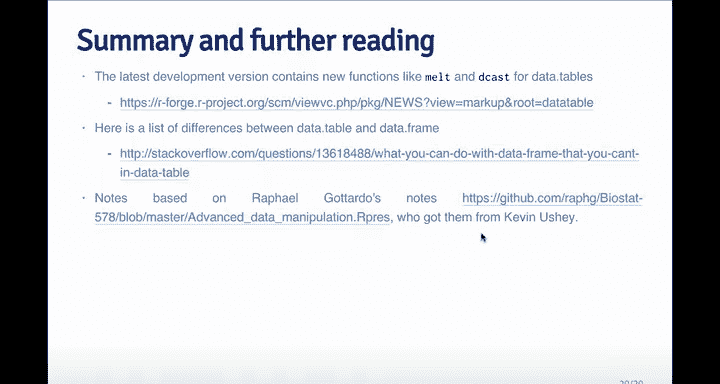 Summary and further reading
· The latest development version contains new functions like melt and dcast for data.tables
- https://r-forge.r-project.org/scm/viewvc.php/pkg/NEWS?view=markup&root=datatable
· Here is a list of differences between data.table and data.frame
- http://stackoverflow.com/questions/13618488/what-you-can-do-with-data-frame-that-you-cant-
in-data-table
· Notes based on Raphael Gottardo's notes https://github.com/raphg/Biostat-
578/blob/master/Advanced_data_manipulation.Rpres, who got them from Kevin Ushey.